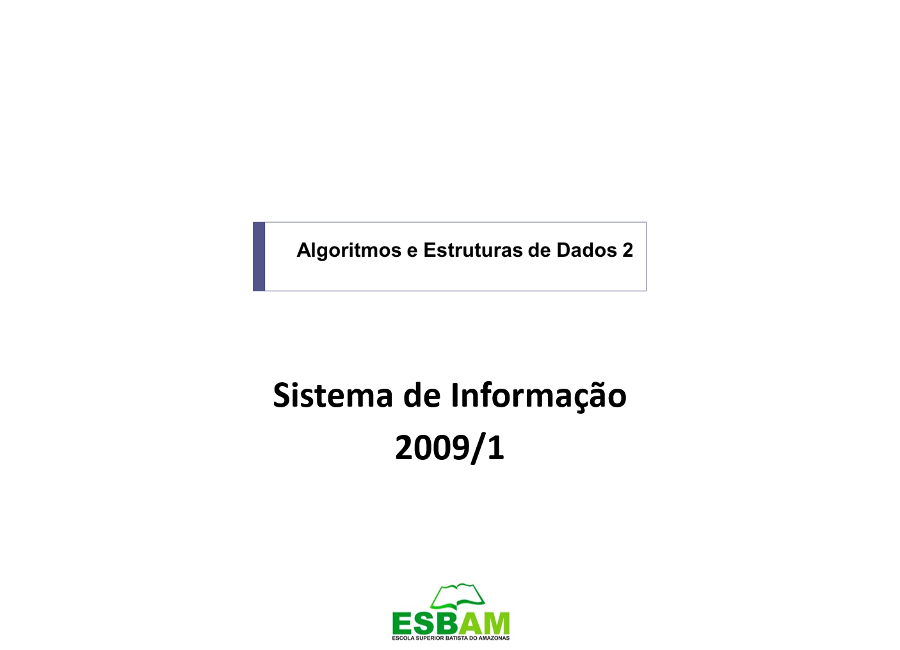 Algoritmos e Estruturas de Dados 2
Sistema de Informação
2009/1
ESBAM
ESCOLA SUPERIOR BATISTA DO AMAZONAS